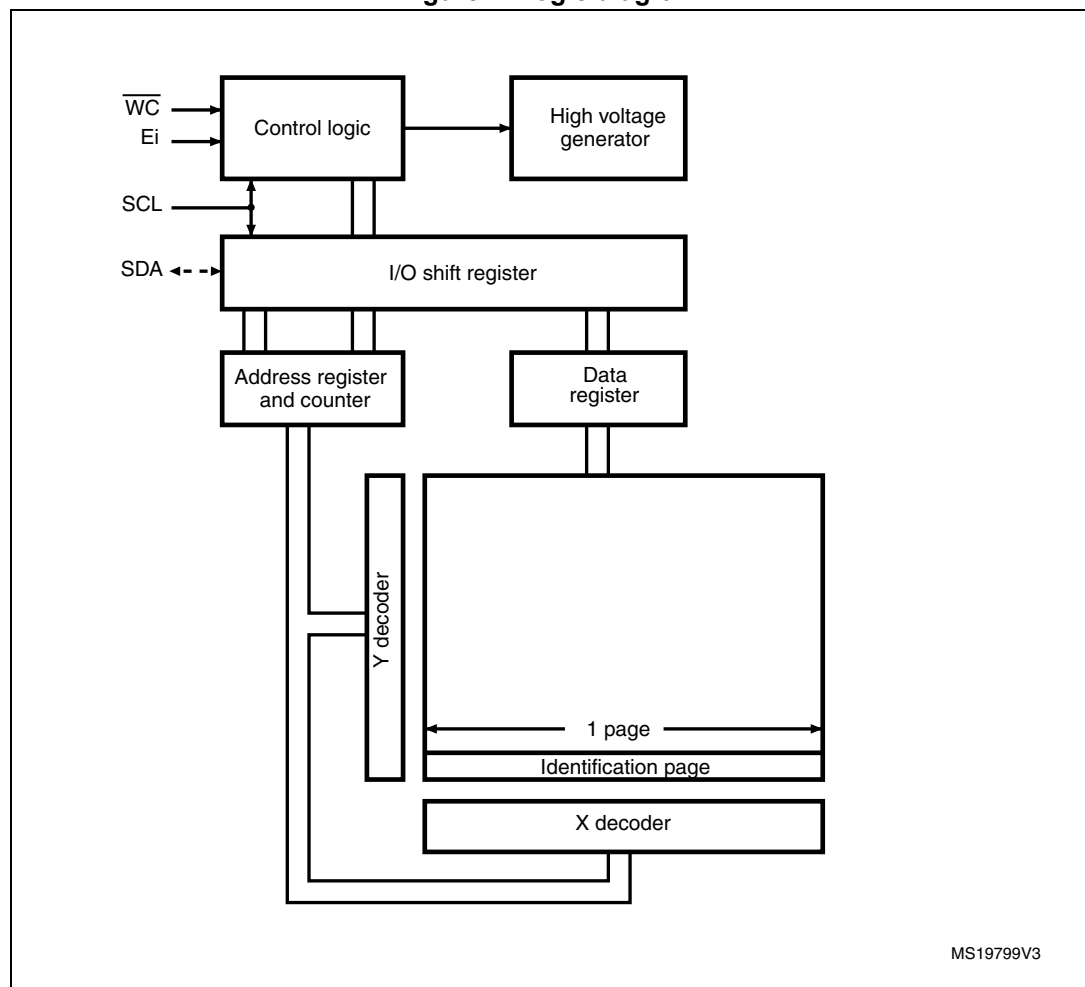 W̅C̅
Ei
Control logic
High voltage
generator
SCL
SDA
I/O shift register
Address register
and counter
Data
register
Y decoder
1 page
Identification page
X decoder
MS19799V3